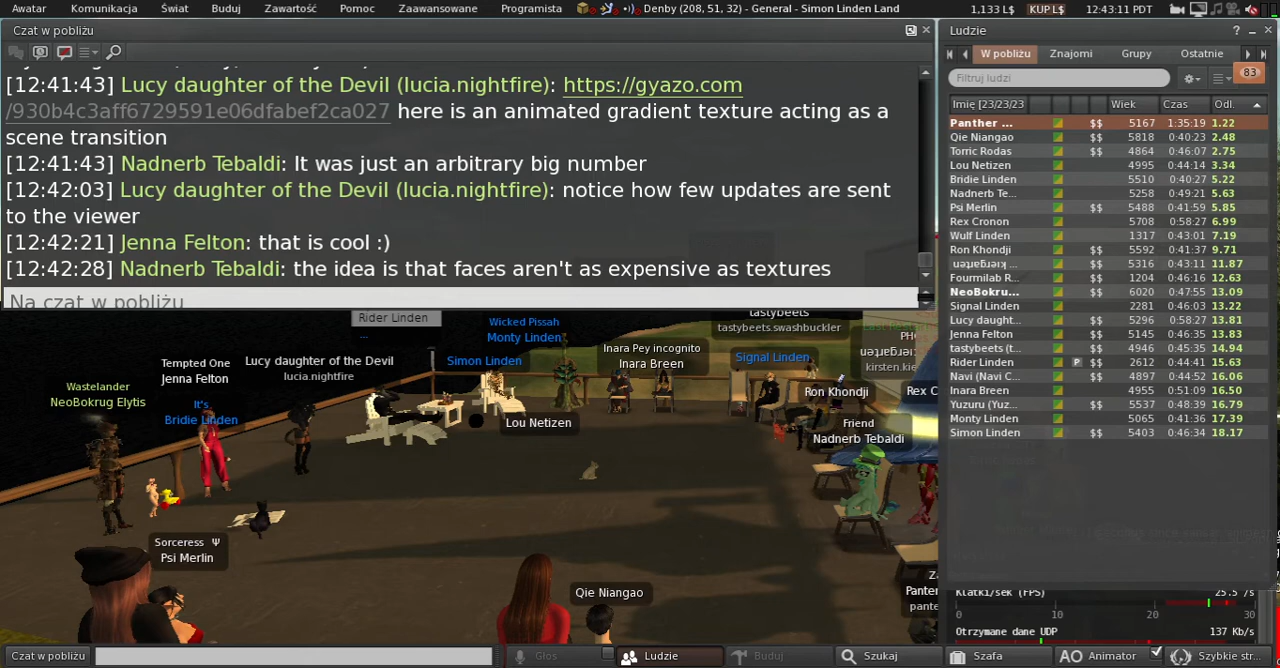 Awatar Komunikacja Świat Buduj Zawartość Pomoc Zaawansowane Programista Denby (208, 51, 32) - General - Simon Linden Land 1,133 L$ KUP L$ 12:43:11 PDT
Czat w pobliżu
[12:41:43] Lucy daughter of the Devil (lucia.nightfire): https://gyazo.com
/930b4c3aff6729591e06dfabef2ca027 here is an animated gradient texture acting as a
scene transition
[12:41:43] Nadnerb Tebaldi: It was just an arbitrary big number
[12:42:03] Lucy daughter of the Devil (lucia.nightfire): notice how few updates are sent
to the viewer
[12:42:21] Jenna Felton: that is cool :)
[12:42:28] Nadnerb Tebaldi: the idea is that faces aren't as expensive as textures
Na czat w pobliżu
Rider Linden
...
Wicked Pissah
Monty Linden
tastybeets
tastybeets.swashbuckler
Tempted One
Jenna Felton
Lucy daughter of the Devil
lucia.nightfire
Simon Linden
Inara Pey incognito
Inara Breen
Signal Linden
kirsten.kie
Wastelander
NeoBokrug Elytis
It's
Bridie Linden
Lou Netizen
Ron Khondji
Rex C
Friend
Nadnerb Tebaldi
Sorceress Ψ
Psi Merlin
Qie Niangao
Za
Panter
pante
Ludzie
W pobliżu Znajomi Grupy Ostatnie
83
Filtruj ludzi
Imię [23/23/23 Wiek Czas Odl.
Panther ... $$ 5167 1:35:19 1.22
Qie Niangao 5818 0:40:23 2.48
Torric Rodas $$ 4864 0:46:07 2.75
Lou Netizen 4995 0:44:14 3.34
Bridie Linden 5510 0:40:27 5.22
Nadnerb Te... 5258 0:49:21 5.63
Psi Merlin $$ 5488 0:41:59 5.85
Rex Cronon 5708 0:58:27 6.99
Wulf Linden 1317 0:43:01 7.19
Ron Khondji $$ 5592 0:41:37 9.71
$$ 5316 0:43:11 11.87
Fourmilab R... $$ 1204 0:46:16 12.63
NeoBokru... $$ 6020 0:47:55 13.09
Signal Linden 2281 0:46:03 13.22
Lucy daught... $$ 5296 0:58:27 13.81
Jenna Felton $$ 5145 0:46:35 13.83
tastybeets (t... $$ 4946 0:45:35 14.94
Rider Linden P $$ 2612 0:44:41 15.63
Navi (Navi C... $$ 4897 0:44:52 16.06
Inara Breen 4955 0:51:09 16.50
Yuzuru (Yuz... $$ 5537 0:48:39 16.79
Monty Linden 5065 0:41:36 17.39
Simon Linden $$ 5403 0:46:34 18.17
Klatki/sek (FPS) 25.5 /s
0 10 20 30
Otrzymane dane UDP 137 Kb/s
Czat w pobliżu Głos Ludzie Buduj Szukaj Szafa AO Animator Szybkie str...